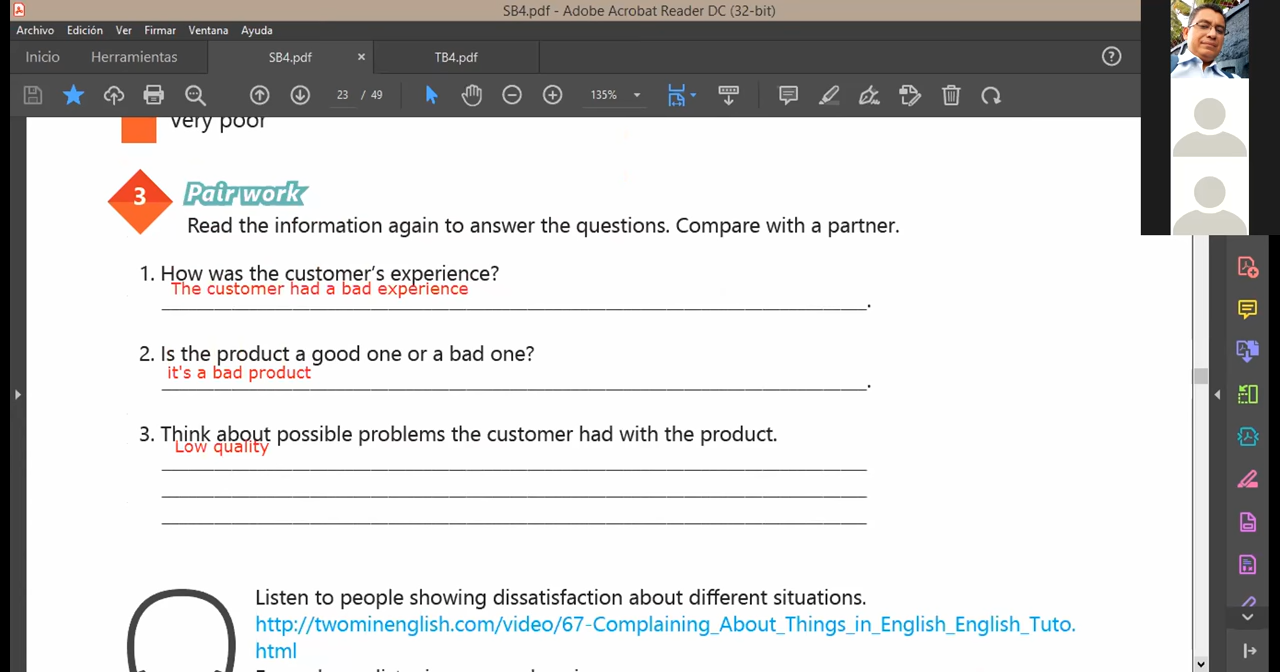 SB4.pdf - Adobe Acrobat Reader DC (32-bit)
Archivo Edición Ver Firmar Ventana Ayuda
Inicio Herramientas SB4.pdf × TB4.pdf
23 / 49 135%
Very poor
3 Pair work
Read the information again to answer the questions. Compare with a partner.
1. How was the customer's experience?
The customer had a bad experience
2. Is the product a good one or a bad one?
it's a bad product
3. Think about possible problems the customer had with the product.
Low quality
Listen to people showing dissatisfaction about different situations.
http://twominenglish.com/video/67-Complaining_About_Things_in_English_English_Tuto.
html